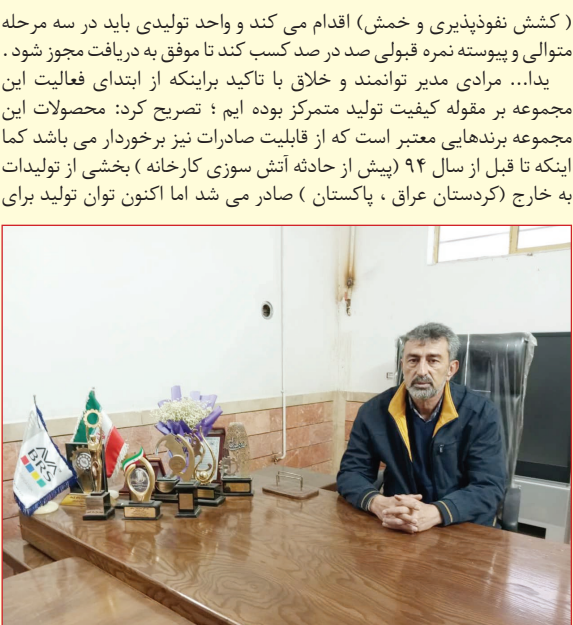 ( کشش نفوذپذیری و خمش) اقدام می کند و واحد تولیدی باید در سه مرحله
متوالی و پیوسته نمره قبولی صد در صد کسب کند تا موفق به دریافت مجوز شود .
یدا... مرادی مدیر توانمند و خلاق با تاکید براینکه از ابتدای فعالیت این
مجموعه بر مقوله کیفیت تولید متمرکز بوده ایم ؛ تصریح کرد: محصولات این
مجموعه برندهایی معتبر است که از قابلیت صادرات نیز برخوردار می باشد کما
اینکه تا قبل از سال ۹۴ (پیش از حادثه آتش سوزی کارخانه ) بخشی از تولیدات
به خارج (کردستان عراق ، پاکستان ) صادر می شد اما اکنون توان تولید برای
BRS